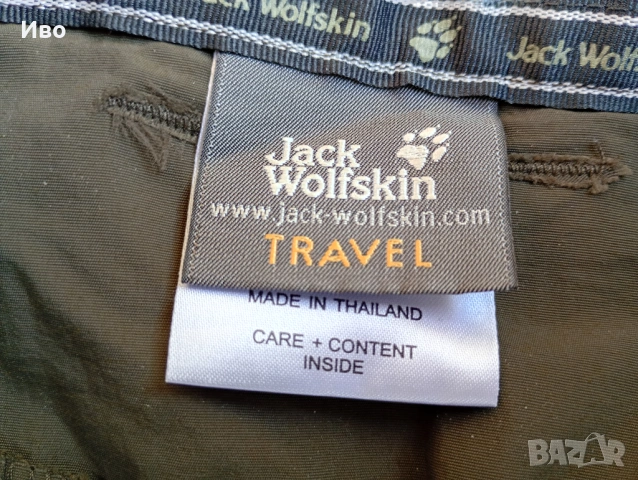 Иво
Jack Wolfskin
Jack Wolfskin
Jack
Wolfskin
www.jack-wolfskin.com
TRAVEL
MADE IN THAILAND
CARE + CONTENT
INSIDE
BAZAR